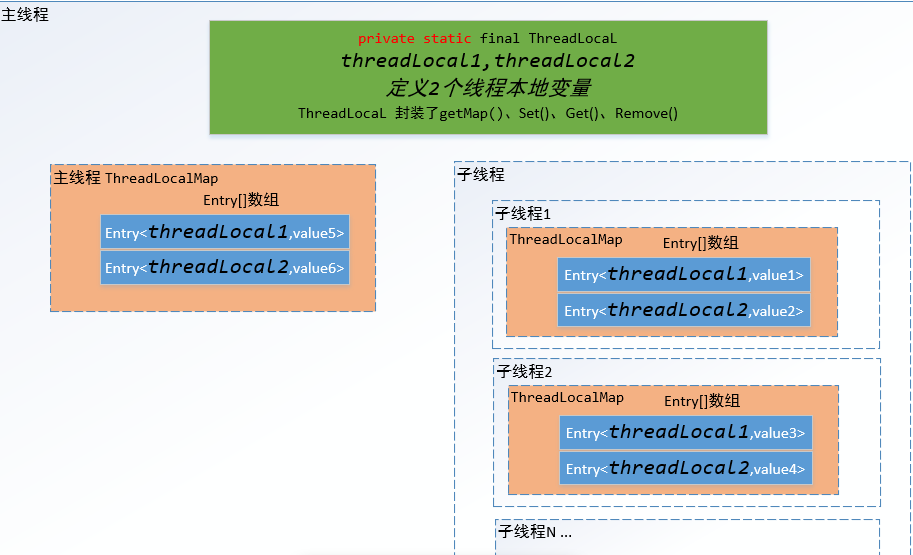 主线程
private static final ThreadLocaL
threadLocal1,threadLocal2
定义2个线程本地变量
ThreadLocaL 封装了getMap()、Set()、Get()、Remove()
主线程 ThreadLocalMap
Entry[]数组
Entry<threadLocal1,value5>
Entry<threadLocal2,value6>
子线程
子线程1
ThreadLocalMap Entry[]数组
Entry<threadLocal1,value1>
Entry<threadLocal2,value2>
子线程2
ThreadLocalMap Entry[]数组
Entry<threadLocal1,value3>
Entry<threadLocal2,value4>
子线程N ...